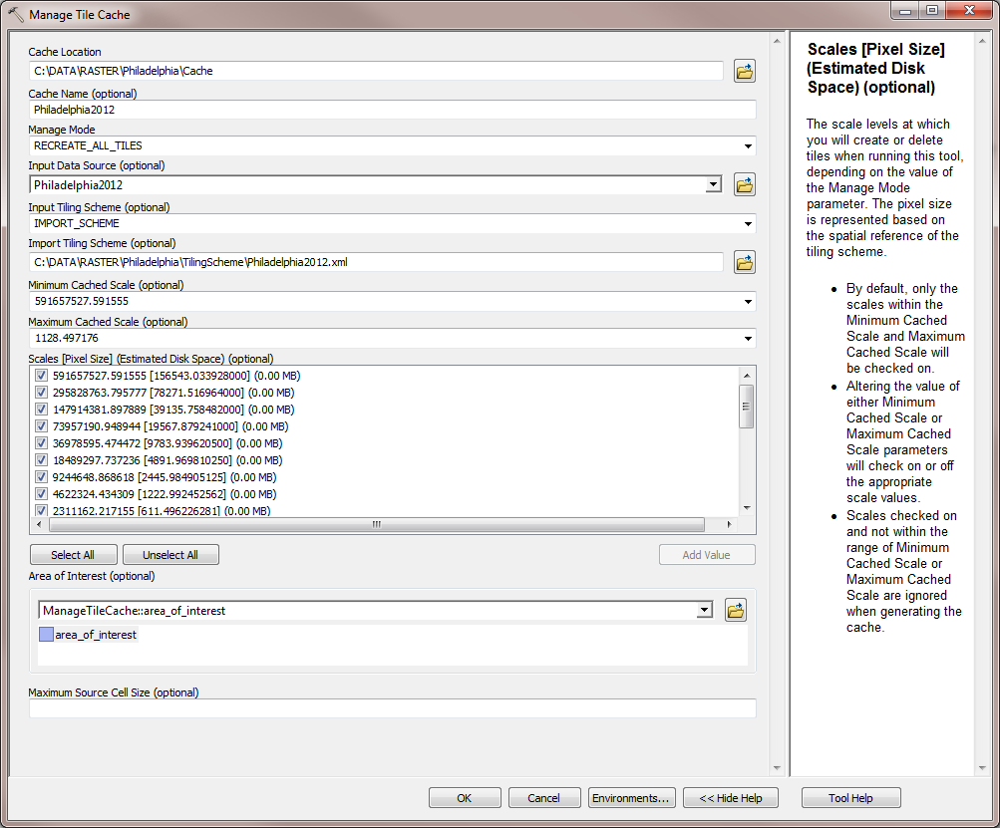 Manage Tile Cache
Cache Location
C:\DATA\RASTER\Philadelphia\Cache
Cache Name (optional)
Philadelphia2012
Manage Mode
RECREATE_ALL_TILES
Input Data Source (optional)
Philadelphia2012
Input Tiling Scheme (optional)
IMPORT_SCHEME
Import Tiling Scheme (optional)
C:\DATA\RASTER\Philadelphia\TilingScheme\Philadelphia2012.xml
Minimum Cached Scale (optional)
591657527.591555
Maximum Cached Scale (optional)
1128.497176
Scales [Pixel Size] (Estimated Disk Space) (optional)
591657527.591555 [156543.033928000] (0.00 MB)
295828763.795777 [78271.516964000] (0.00 MB)
147914381.897889 [39135.758482000] (0.00 MB)
73957190.948944 [19567.879241000] (0.00 MB)
36978595.474472 [9783.939620500] (0.00 MB)
18489297.737236 [4891.969810250] (0.00 MB)
9244648.868618 [2445.984905125] (0.00 MB)
4622324.434309 [1222.992452562] (0.00 MB)
2311162.217155 [611.496226281] (0.00 MB)
Select All
Unselect All
Add Value
Area of Interest (optional)
ManageTileCache::area_of_interest
area_of_interest
Maximum Source Cell Size (optional)
OK
Cancel
Environments...
<< Hide Help
Tool Help
Scales [Pixel Size]
(Estimated Disk
Space) (optional)
The scale levels at which
you will create or delete
tiles when running this tool,
depending on the value of
the Manage Mode
parameter. The pixel size
is represented based on
the spatial reference of the
tiling scheme.
• By default, only the
scales within the
Minimum Cached
Scale and Maximum
Cached Scale will
be checked on.
• Altering the value of
either Minimum
Cached Scale or
Maximum Cached
Scale parameters
will check on or off
the appropriate
scale values.
• Scales checked on
and not within the
range of Minimum
Cached Scale or
Maximum Cached
Scale are ignored
when generating the
cache.